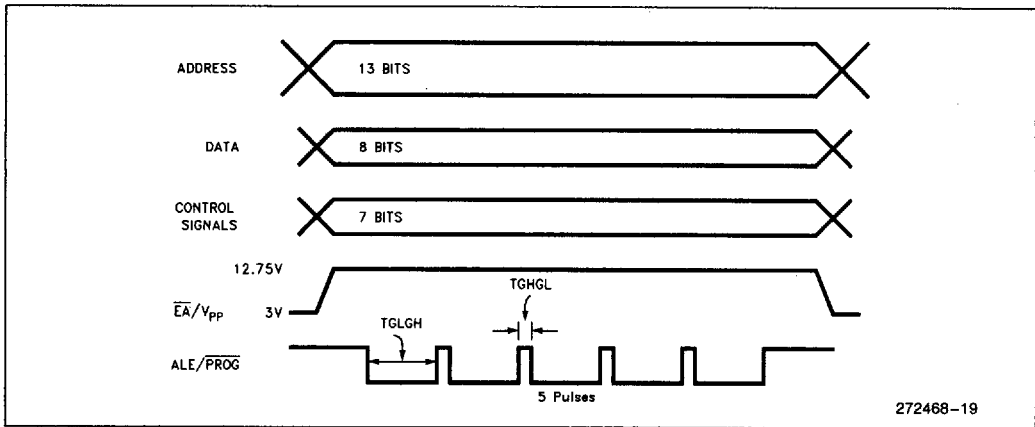 ADDRESS
13 BITS
DATA
8 BITS
CONTROL
SIGNALS
7 BITS
12.75V
TGHGL
EA/VPP
3V
TGLGH
ALE/PROG
5 Pulses
272468-19